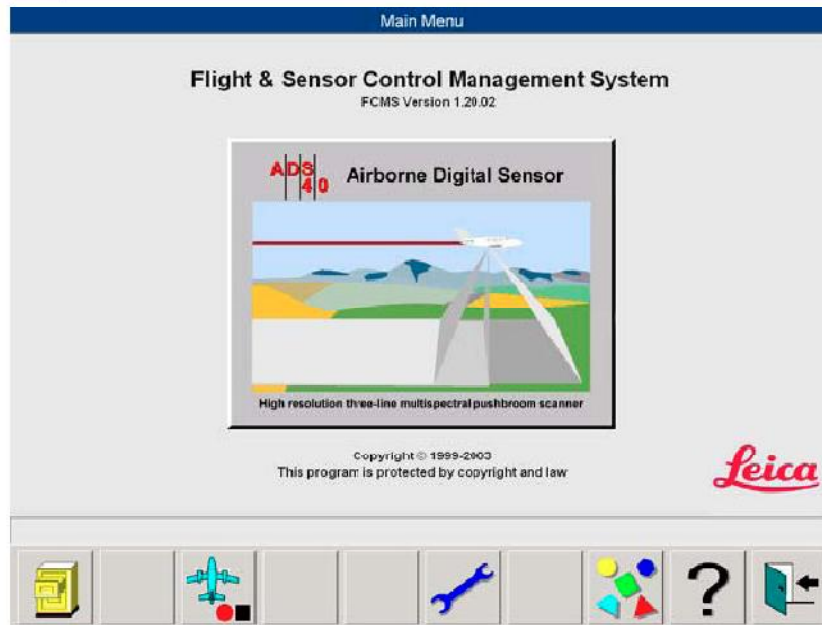 Main Menu
Flight & Sensor Control Management System
FCMS Version 1.20.02
ADS
40
Airborne Digital Sensor
High resolution three-line multispectral pushbroom scanner
Copyright © 1999-2003
This program is protected by copyright and law
Leica
?